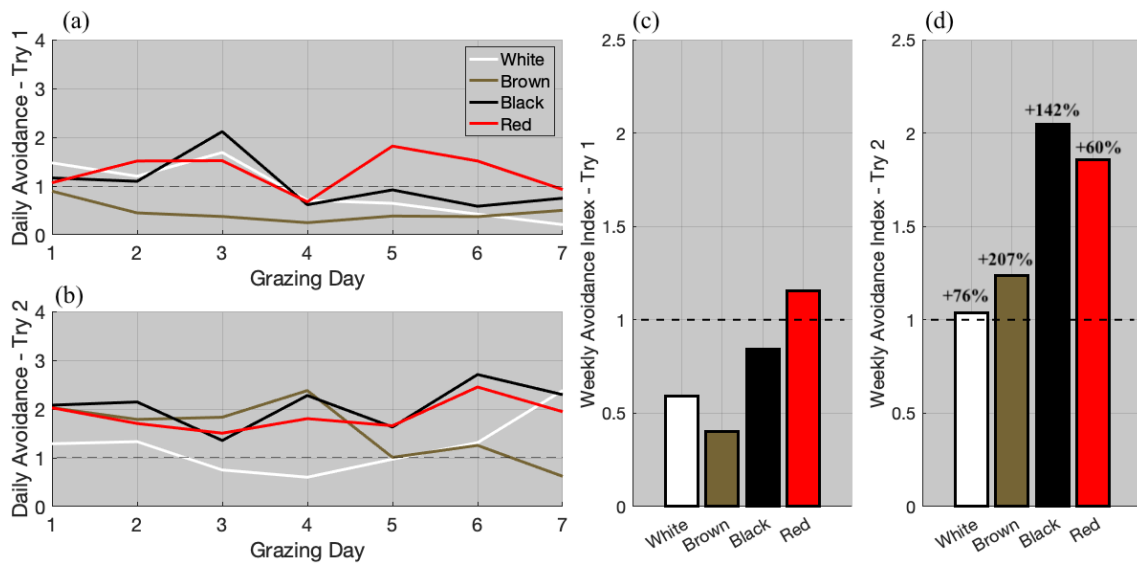 (a)
Daily Avoidance - Try 1
4
3
2
1
0
White
Brown
Black
Red
1 2 3 4 5 6 7
Grazing Day
(b)
Daily Avoidance - Try 2
4
3
2
1
0
1 2 3 4 5 6 7
Grazing Day
(c)
Weekly Avoidance Index - Try 1
2.5
2
1.5
1
0.5
0
White Brown Black Red
(d)
Weekly Avoidance Index - Try 2
2.5
2
1.5
1
0.5
0
+76%
+207%
+142%
+60%
White Brown Black Red